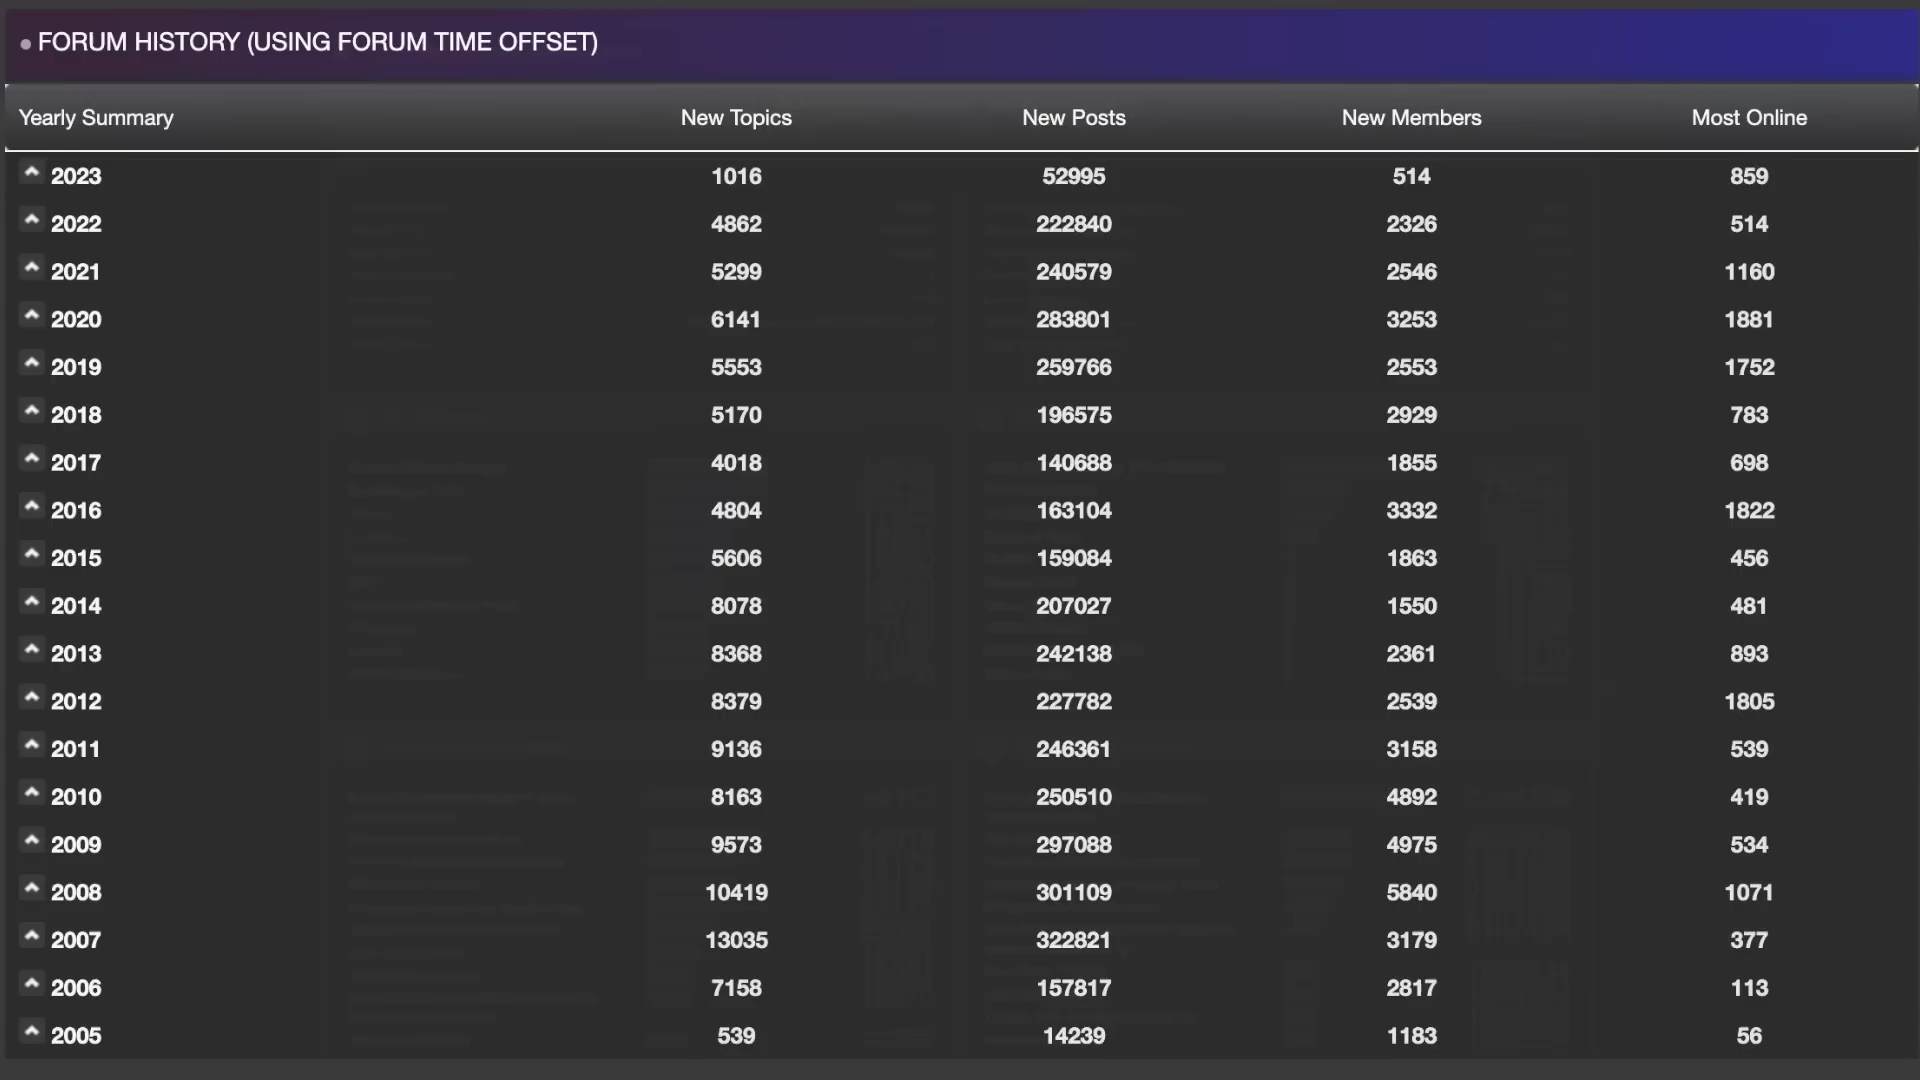 FORUM HISTORY (USING FORUM TIME OFFSET)
Yearly Summary New Topics New Posts New Members Most Online
2023 1016 52995 514 859
2022 4862 222840 2326 514
2021 5299 240579 2546 1160
2020 6141 283801 3253 1881
2019 5553 259766 2553 1752
2018 5170 196575 2929 783
2017 4018 140688 1855 698
2016 4804 163104 3332 1822
2015 5606 159084 1863 456
2014 8078 207027 1550 481
2013 8368 242138 2361 893
2012 8379 227782 2539 1805
2011 9136 246361 3158 539
2010 8163 250510 4892 419
2009 9573 297088 4975 534
2008 10419 301109 5840 1071
2007 13035 322821 3179 377
2006 7158 157817 2817 113
2005 539 14239 1183 56